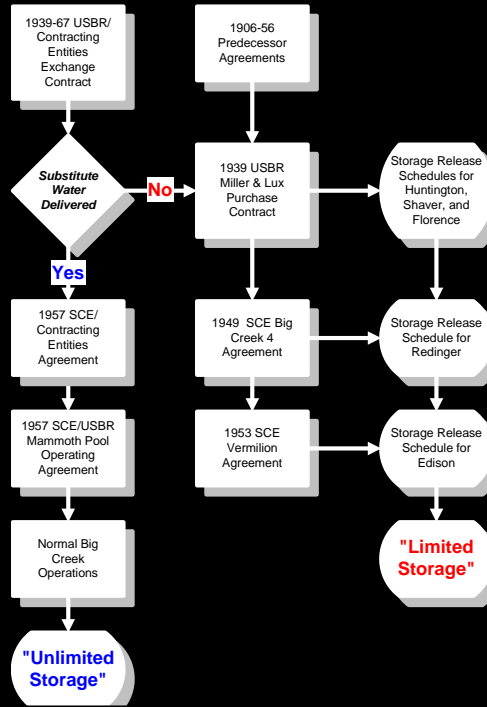 1939-67 USBR/
Contracting
Entities
Exchange
Contract
1906-56
Predecessor
Agreements
Substitute
Water
Delivered
No
1939 USBR
Miller & Lux
Purchase
Contract
Storage Release
Schedules for
Huntington,
Shaver, and
Florence
Yes
1957 SCE/
Contracting
Entities
Agreement
1949 SCE Big
Creek 4
Agreement
Storage Release
Schedule for
Redinger
1957 SCE/USBR
Mammoth Pool
Operating
Agreement
1953 SCE
Vermilion
Agreement
Storage Release
Schedule for
Edison
Normal Big
Creek
Operations
"Limited
Storage"
"Unlimited
Storage"